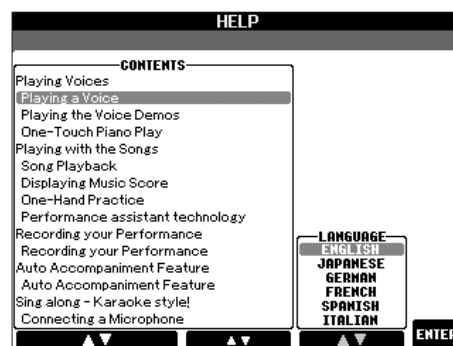 HELP
CONTENTS
Playing Voices
Playing a Voice
Playing the Voice Demos
One-Touch Piano Play
Playing with the Songs
Song Playback
Displaying Music Score
One-Hand Practice
Performance assistant technology
Recording your Performance
Recording your Performance
Auto Accompaniment Feature
Auto Accompaniment Feature
Sing along - Karaoke style!
Connecting a Microphone
LANGUAGE
ENGLISH
JAPANESE
GERMAN
FRENCH
SPANISH
ITALIAN
ENTER